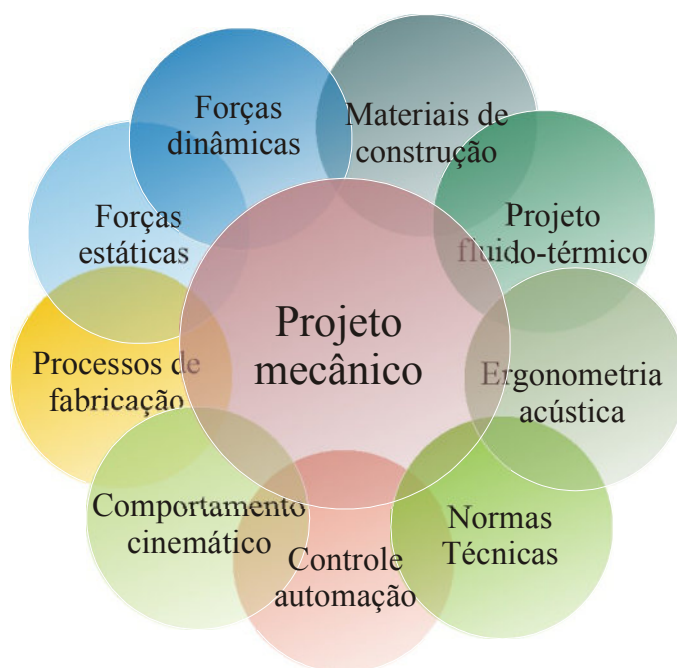 Forças
dinâmicas
Materiais de
construção
Projeto
fluido-térmico
Ergonometria
acústica
Normas
Técnicas
Controle
automação
Comportamento
cinemático
Processos de
fabricação
Forças
estáticas
Projeto
mecânico